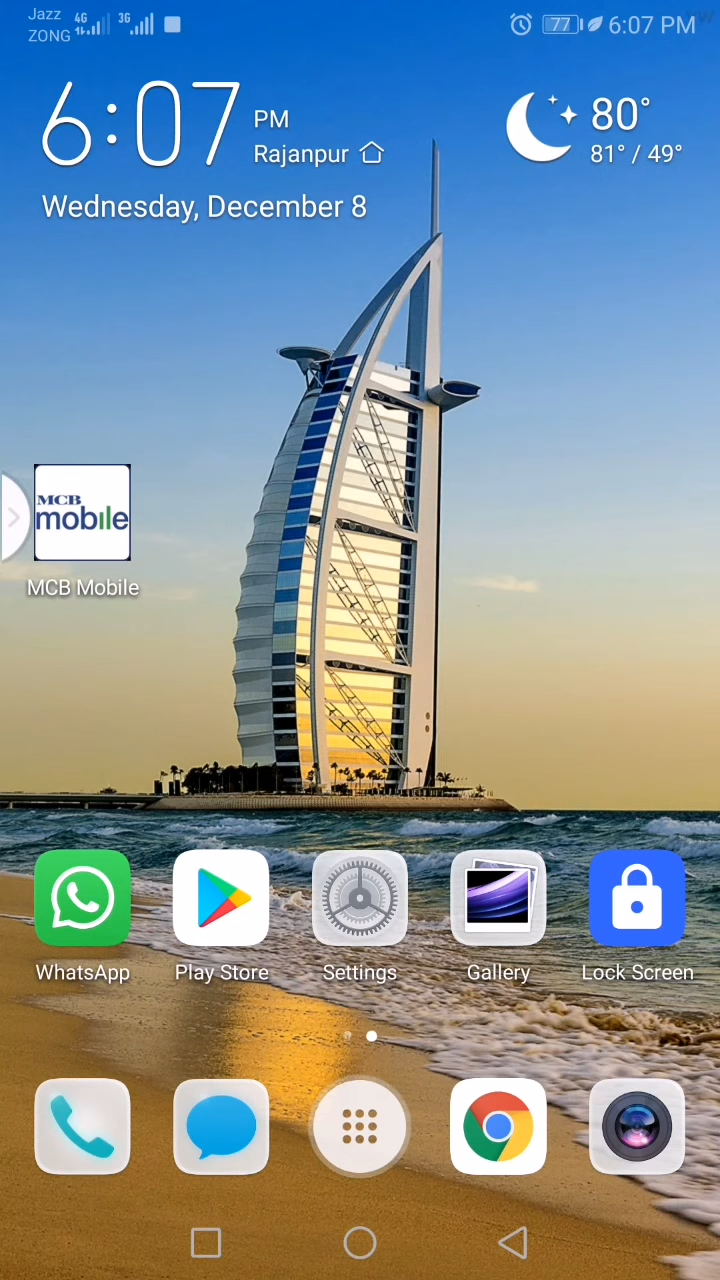 Jazz 4G 3G
ZONG
77 6:07 PM
6:07 PM
Rajanpur
Wednesday, December 8
80°
81° / 49°
MCB
mobile
MCB Mobile
WhatsApp Play Store Settings Gallery Lock Screen